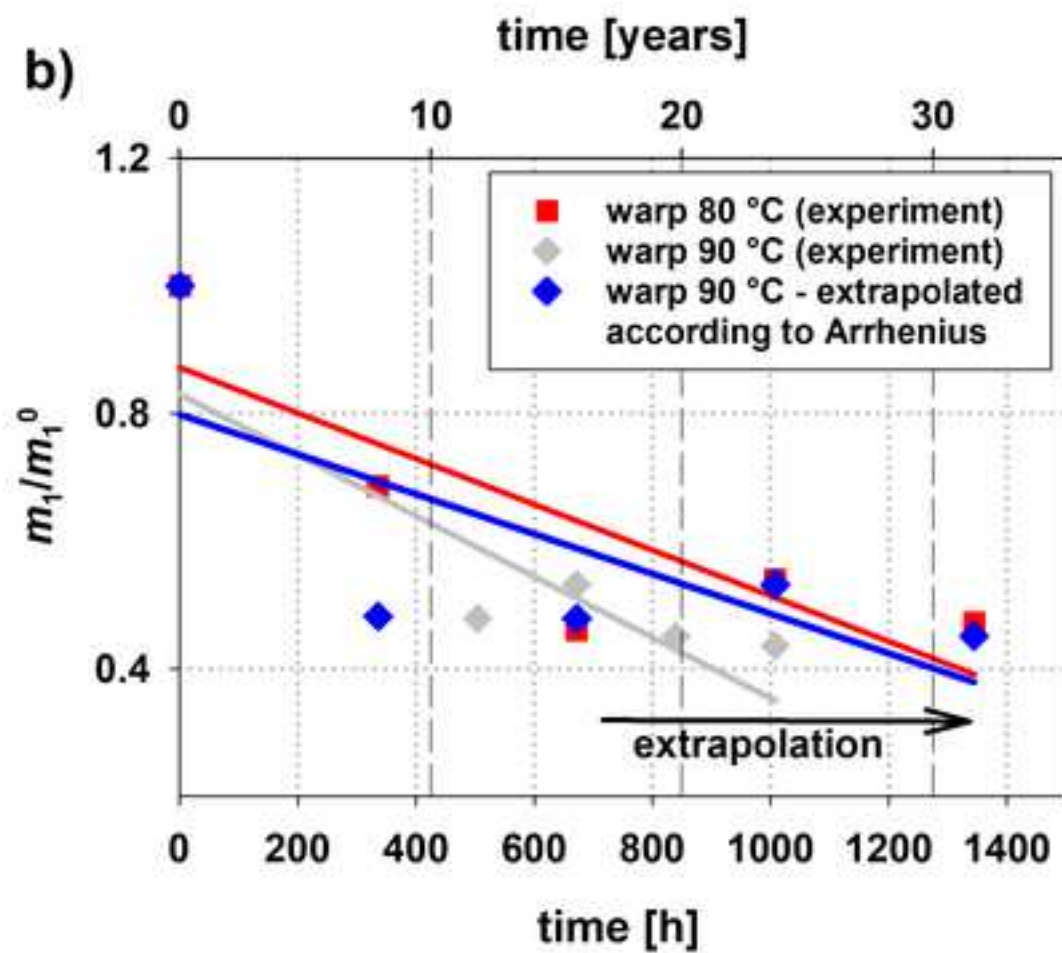 time [years]
b)
0 10 20 30
1.2
warp 80 °C (experiment)
warp 90 °C (experiment)
warp 90 °C - extrapolated
according to Arrhenius
0.8
m₁/m₁⁰
0.4
extrapolation
0 200 400 600 800 1000 1200 1400
time [h]